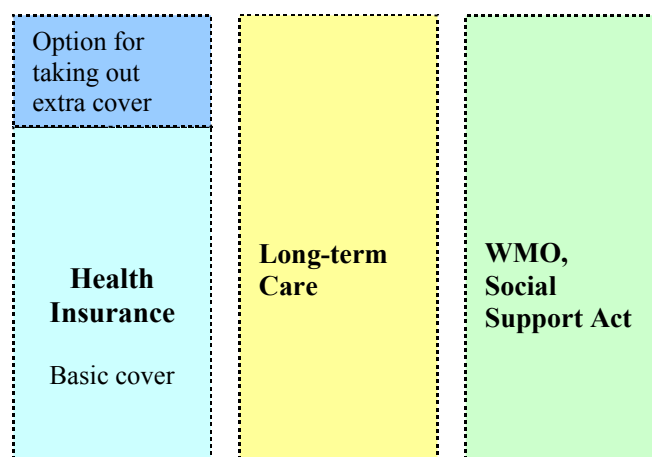 Option for
taking out
extra cover
Health
Insurance
Basic cover
Long-term
Care
WMO,
Social
Support Act